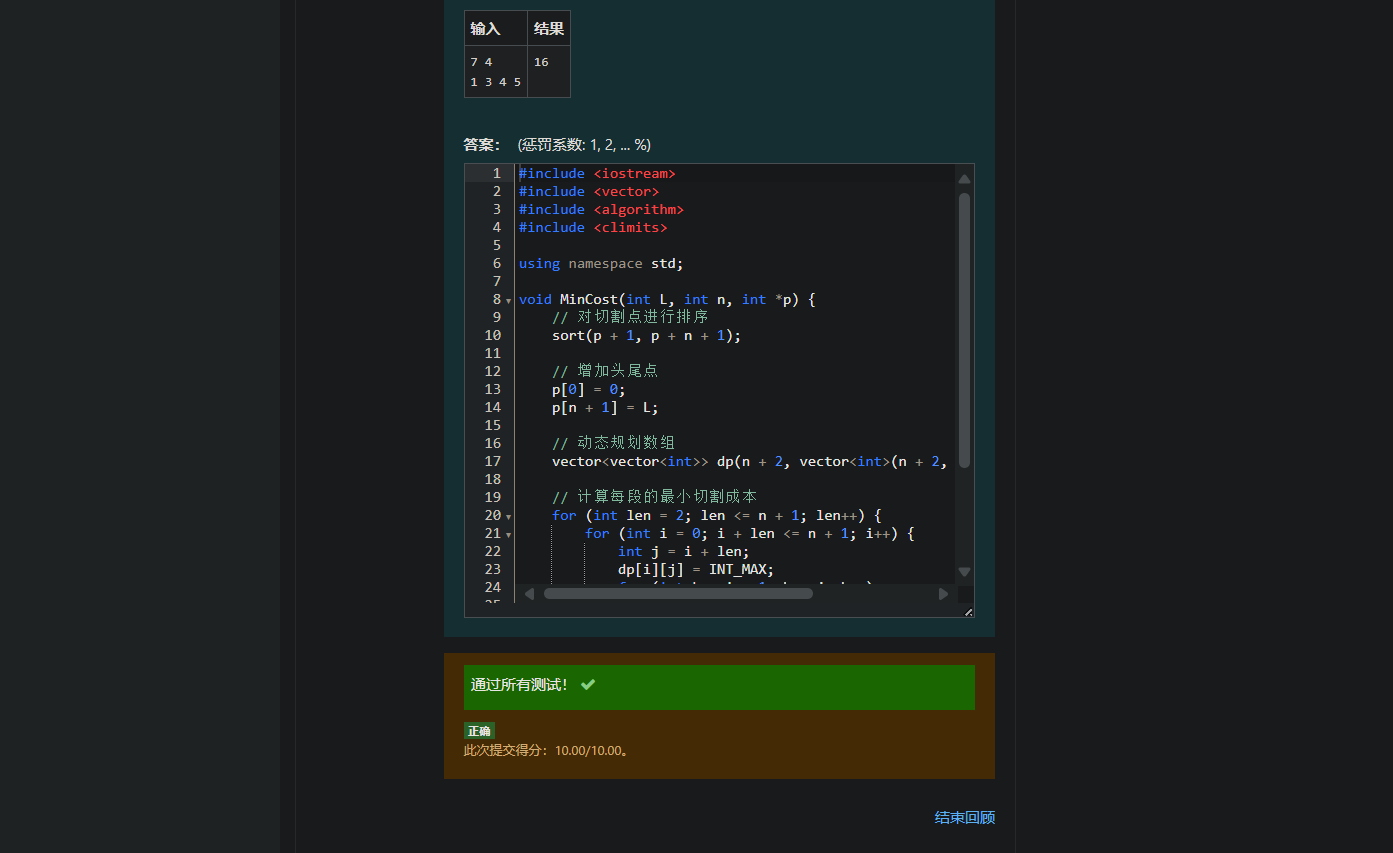 输入 结果
7 4 16
1 3 4 5
答案： (惩罚系数: 1, 2, ... %)
1 #include <iostream>
2 #include <vector>
3 #include <algorithm>
4 #include <climits>
5
6 using namespace std;
7
8 void MinCost(int L, int n, int *p) {
9 // 对切割点进行排序
10 sort(p + 1, p + n + 1);
11
12 // 增加头尾点
13 p[0] = 0;
14 p[n + 1] = L;
15
16 // 动态规划数组
17 vector<vector<int>> dp(n + 2, vector<int>(n + 2,
18
19 // 计算每段的最小切割成本
20 for (int len = 2; len <= n + 1; len++) {
21 for (int i = 0; i + len <= n + 1; i++) {
22 int j = i + len;
23 dp[i][j] = INT_MAX;
24
通过所有测试！
正确
此次提交得分：10.00/10.00。
结束回顾